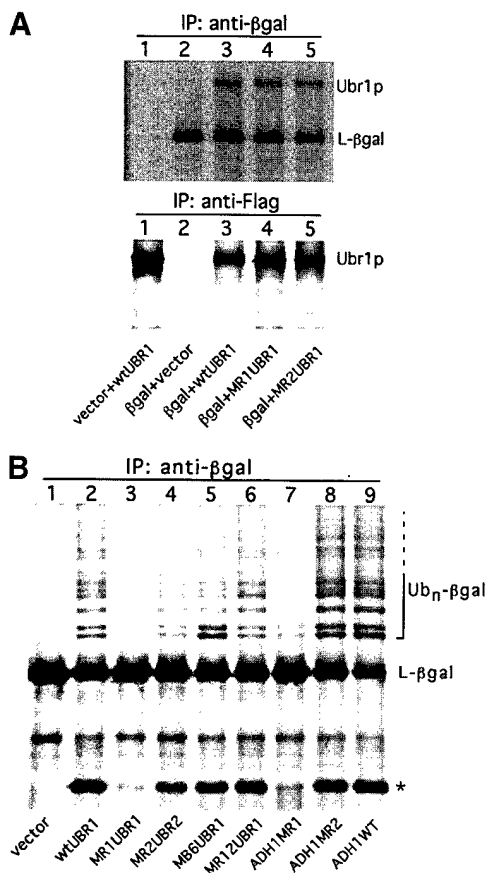 A
IP: anti-βgal
1 2 3 4 5
Ubr1p
L-βgal
IP: anti-Flag
1 2 3 4 5
Ubr1p
vector+wtUBR1
βgal+vector
βgal+wtUBR1
βgal+MR1UBR1
βgal+MR2UBR1
B
IP: anti-βgal
1 2 3 4 5 6 7 8 9
Ubn-βgal
L-βgal
*
vector
wtUBR1
MR1UBR1
MR2UBR2
MB6UBR1
MR12UBR1
ADH1MR1
ADH1MR2
ADH1WT